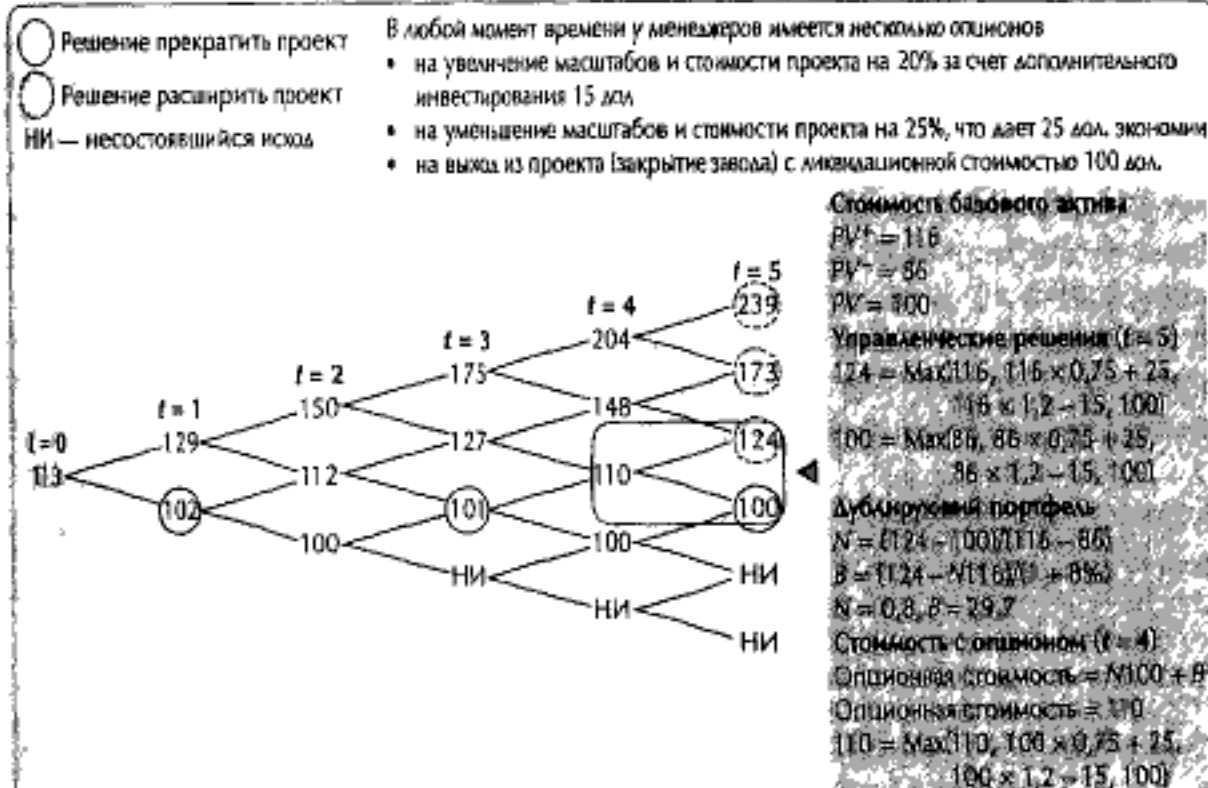 Решение прекратить проект
Решение расширить проект
НИ — несостоявшийся исход
В любой момент времени у менеджеров имеется несколько опционов
• на увеличение масштабов и стоимости проекта на 20% за счет дополнительного
инвестирования 15 дол
• на уменьшение масштабов и стоимости проекта на 25%, что дает 25 дол. экономии
• на выход из проекта (закрытие завода) с ликвидационной стоимостью 100 дол.
t=0
113
t = 1
129
102
t = 2
150
112
100
t = 3
175
127
101
НИ
t = 4
204
148
110
100
НИ
t = 5
239
173
124
100
НИ
НИ
Стоимость базового актива
PV⁺ = 116
PV⁻ = 86
PV = 100
Управленческие решения (t = 5)
124 = Max(116, 116 × 0,75 + 25,
116 × 1,2 – 15, 100)
100 = Max(86, 86 × 0,75 + 25,
86 × 1,2 – 15, 100)
Дублируюший портфель
N = (124 – 100)/(116 – 86)
B = (124 – N116)/(1 + 8%)
N = 0,8, B = 29,7
Стоимость с опционом (t = 4)
Опционная стоимость = N100 + B
Опционная стоимость = 110
110 = Max(110, 100 × 0,75 + 25,
100 × 1,2 – 15, 100)